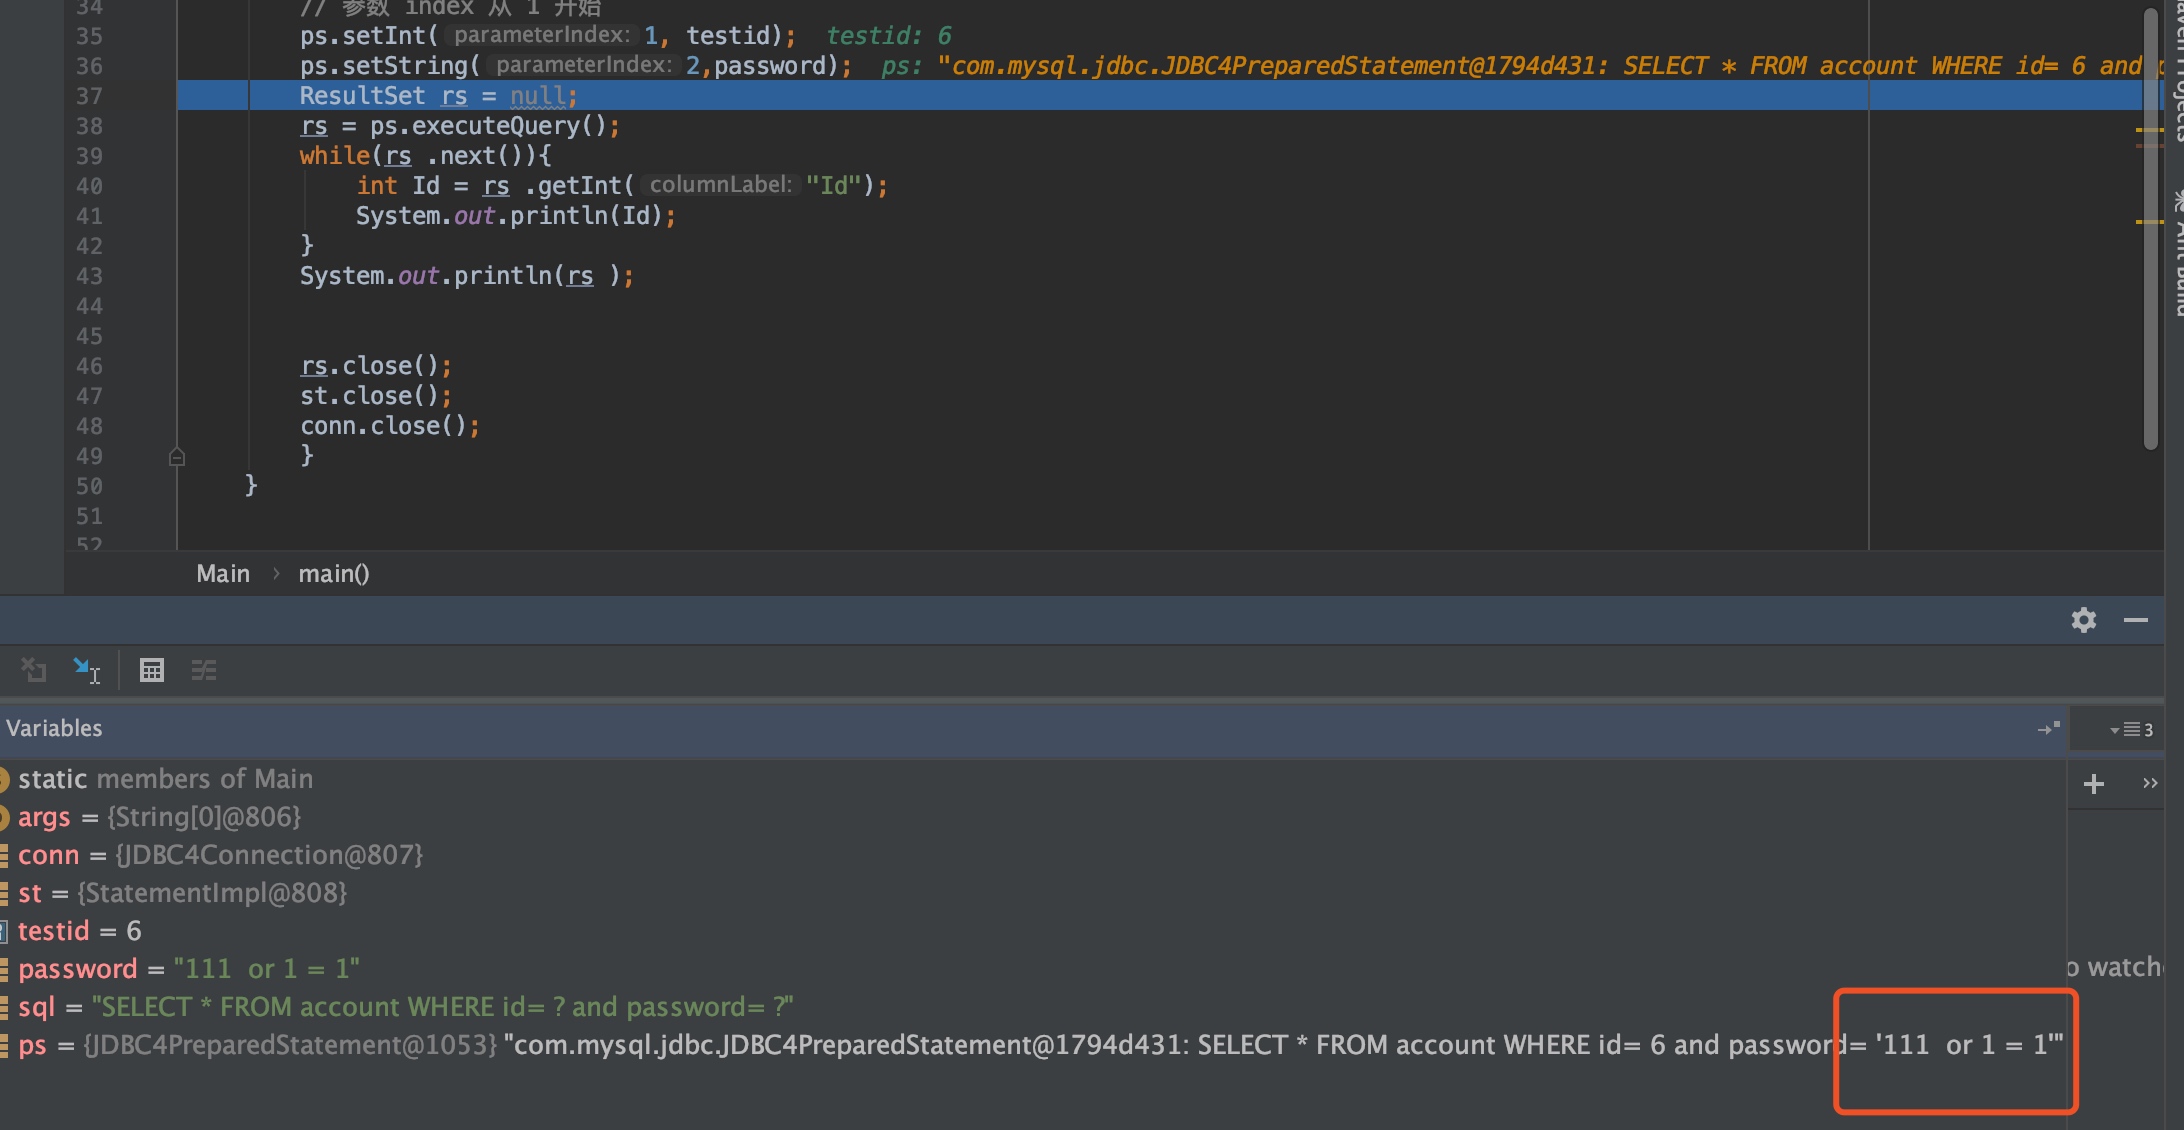 34 // 参数 index 从 1 开始
35 ps.setInt( parameterIndex: 1, testid); testid: 6
36 ps.setString( parameterIndex: 2,password); ps: "com.mysql.jdbc.JDBC4PreparedStatement@1794d431: SELECT * FROM account WHERE id= 6 and p
37 ResultSet rs = null;
38 rs = ps.executeQuery();
39 while(rs .next()){
40 int Id = rs .getInt( columnLabel: "Id");
41 System.out.println(Id);
42 }
43 System.out.println(rs );
44
45
46 rs.close();
47 st.close();
48 conn.close();
49 }
50 }
51
52
Main › main()
Variables
3
static members of Main
args = {String[0]@806}
conn = {JDBC4Connection@807}
st = {StatementImpl@808}
testid = 6
password = "111  or 1 = 1"
o watch
sql = "SELECT * FROM account WHERE id= ? and password= ?"
ps = {JDBC4PreparedStatement@1053} "com.mysql.jdbc.JDBC4PreparedStatement@1794d431: SELECT * FROM account WHERE id= 6 and password= '111  or 1 = 1'"